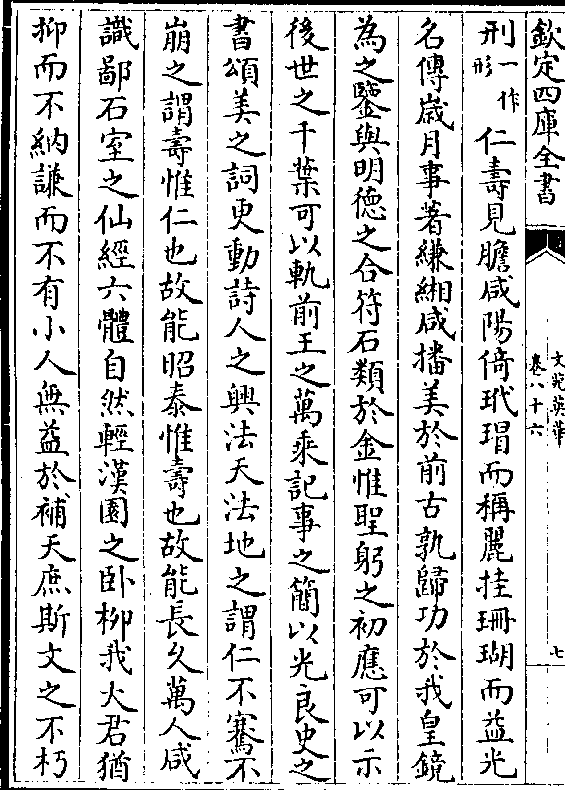 欽定四庫全書
文苑英華
卷八十六
七
刑一作形仁壽見膽咸陽倚玳瑁而稱麗挂珊瑚而益光
名傳歲月事著縑緗咸播美於前古孰歸功於我皇鏡
為之鑒與明德之合符石類於金惟聖躬之初應可以示
後世之千葉可以軌前王之萬乘記事之簡以光良史之
書頌美之詞更動詩人之興法天法地之謂仁不騫不
崩之謂壽惟仁也故能昭泰惟壽也故能長久萬人咸
識鄙石室之仙經六體自然輕漢園之卧栁我大君猶
抑而不納謙而不有小人無益於補天庶斯文之不朽